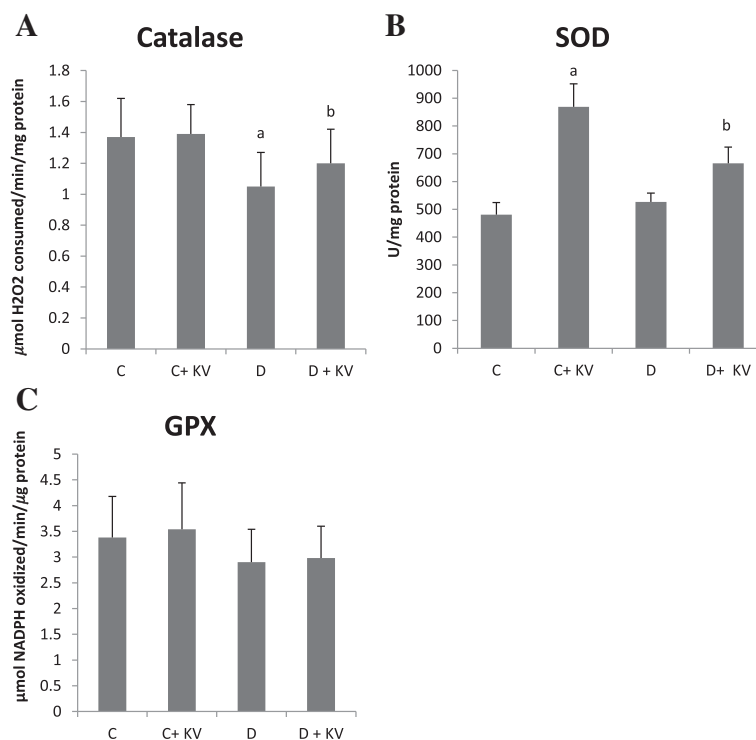 A
Catalase
μmol H2O2 consumed/min/mg protein
1.8
1.6
1.4
1.2
1
0.8
0.6
0.4
0.2
0
a
b
C
C+ KV
D
D + KV
B
SOD
U/mg protein
1000
900
800
700
600
500
400
300
200
100
0
a
b
C
C+ KV
D
D+ KV
C
GPX
μmol NADPH oxidized/min/μg protein
5
4.5
4
3.5
3
2.5
2
1.5
1
0.5
0
C
C+ KV
D
D + KV